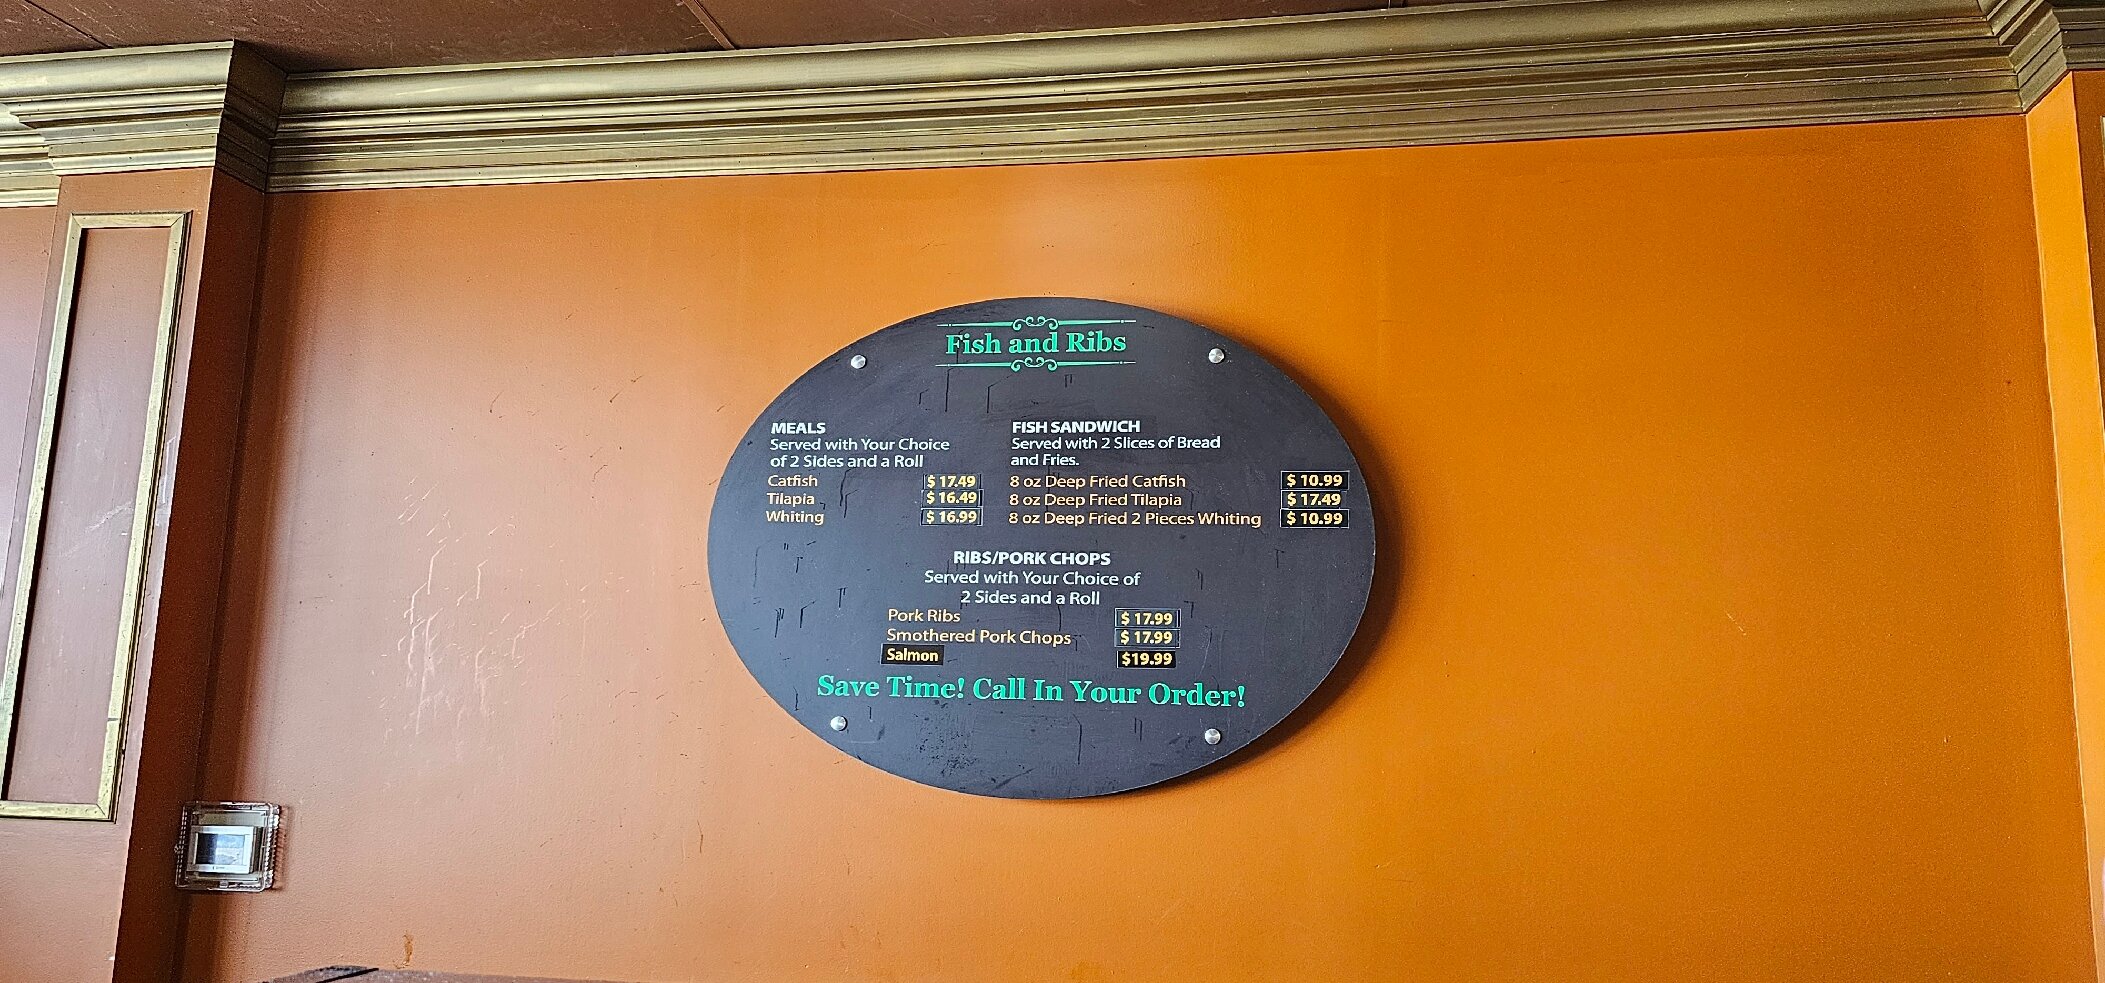 Fish and Ribs
MEALS
Served with Your Choice
of 2 Sides and a Roll
Catfish $ 17.49
Tilapia $ 16.49
Whiting $ 16.99
FISH SANDWICH
Served with 2 Slices of Bread
and Fries.
8 oz Deep Fried Catfish $ 10.99
8 oz Deep Fried Tilapia $ 17.49
8 oz Deep Fried 2 Pieces Whiting $ 10.99
RIBS/PORK CHOPS
Served with Your Choice of
2 Sides and a Roll
Pork Ribs $ 17.99
Smothered Pork Chops $ 17.99
Salmon $19.99
Save Time! Call In Your Order!